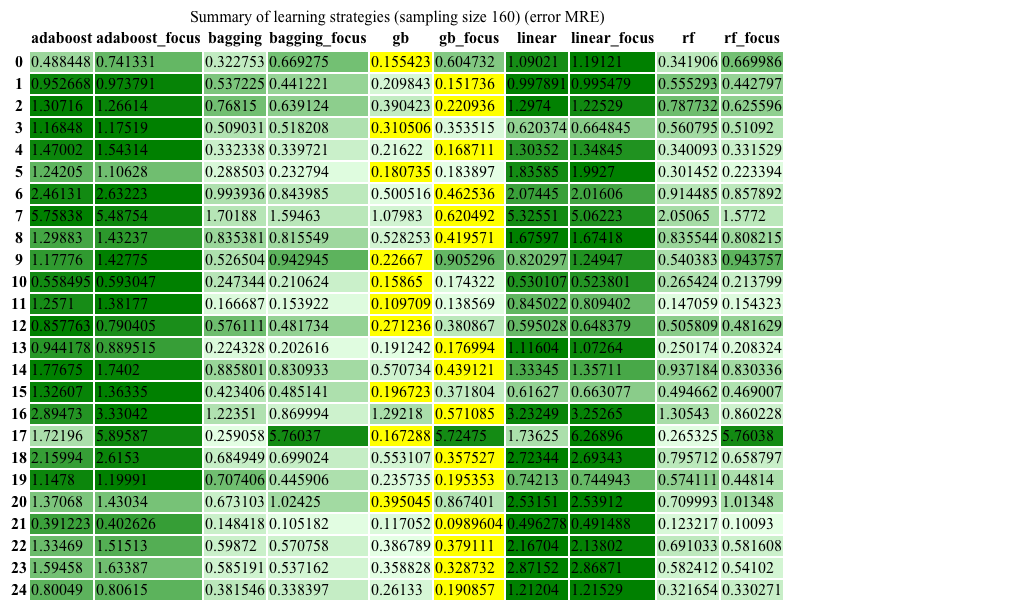 Summary of learning strategies (sampling size 160) (error MRE)
adaboost adaboost_focus bagging bagging_focus gb gb_focus linear linear_focus rf rf_focus
0 0.488448 0.741331 0.322753 0.669275 0.155423 0.604732 1.09021 1.19121 0.341906 0.669986
1 0.952668 0.973791 0.537225 0.441221 0.209843 0.151736 0.997891 0.995479 0.555293 0.442797
2 1.30716 1.26614 0.76815 0.639124 0.390423 0.220936 1.2974 1.22529 0.787732 0.625596
3 1.16848 1.17519 0.509031 0.518208 0.310506 0.353515 0.620374 0.664845 0.560795 0.51092
4 1.47002 1.54314 0.332338 0.339721 0.21622 0.168711 1.30352 1.34845 0.340093 0.331529
5 1.24205 1.10628 0.288503 0.232794 0.180735 0.183897 1.83585 1.9927 0.301452 0.223394
6 2.46131 2.63223 0.993936 0.843985 0.500516 0.462536 2.07445 2.01606 0.914485 0.857892
7 5.75838 5.48754 1.70188 1.59463 1.07983 0.620492 5.32551 5.06223 2.05065 1.5772
8 1.29883 1.43237 0.835381 0.815549 0.528253 0.419571 1.67597 1.67418 0.835544 0.808215
9 1.17776 1.42775 0.526504 0.942945 0.22667 0.905296 0.820297 1.24947 0.540383 0.943757
10 0.558495 0.593047 0.247344 0.210624 0.15865 0.174322 0.530107 0.523801 0.265424 0.213799
11 1.2571 1.38177 0.166687 0.153922 0.109709 0.138569 0.845022 0.809402 0.147059 0.154323
12 0.857763 0.790405 0.576111 0.481734 0.271236 0.380867 0.595028 0.648379 0.505809 0.481629
13 0.944178 0.889515 0.224328 0.202616 0.191242 0.176994 1.11604 1.07264 0.250174 0.208324
14 1.77675 1.7402 0.885801 0.830933 0.570734 0.439121 1.33345 1.35711 0.937184 0.830336
15 1.32607 1.36335 0.423406 0.485141 0.196723 0.371804 0.61627 0.663077 0.494662 0.469007
16 2.89473 3.33042 1.22351 0.869994 1.29218 0.571085 3.23249 3.25265 1.30543 0.860228
17 1.72196 5.89587 0.259058 5.76037 0.167288 5.72475 1.73625 6.26896 0.265325 5.76038
18 2.15994 2.6153 0.684949 0.699024 0.553107 0.357527 2.72344 2.69343 0.795712 0.658797
19 1.1478 1.19991 0.707406 0.445906 0.235735 0.195353 0.74213 0.744943 0.574111 0.44814
20 1.37068 1.43034 0.673103 1.02425 0.395045 0.867401 2.53151 2.53912 0.709993 1.01348
21 0.391223 0.402626 0.148418 0.105182 0.117052 0.0989604 0.496278 0.491488 0.123217 0.10093
22 1.33469 1.51513 0.59872 0.570758 0.386789 0.379111 2.16704 2.13802 0.691033 0.581608
23 1.59458 1.63387 0.585191 0.537162 0.358828 0.328732 2.87152 2.86871 0.582412 0.54102
24 0.80049 0.80615 0.381546 0.338397 0.26133 0.190857 1.21204 1.21529 0.321654 0.330271